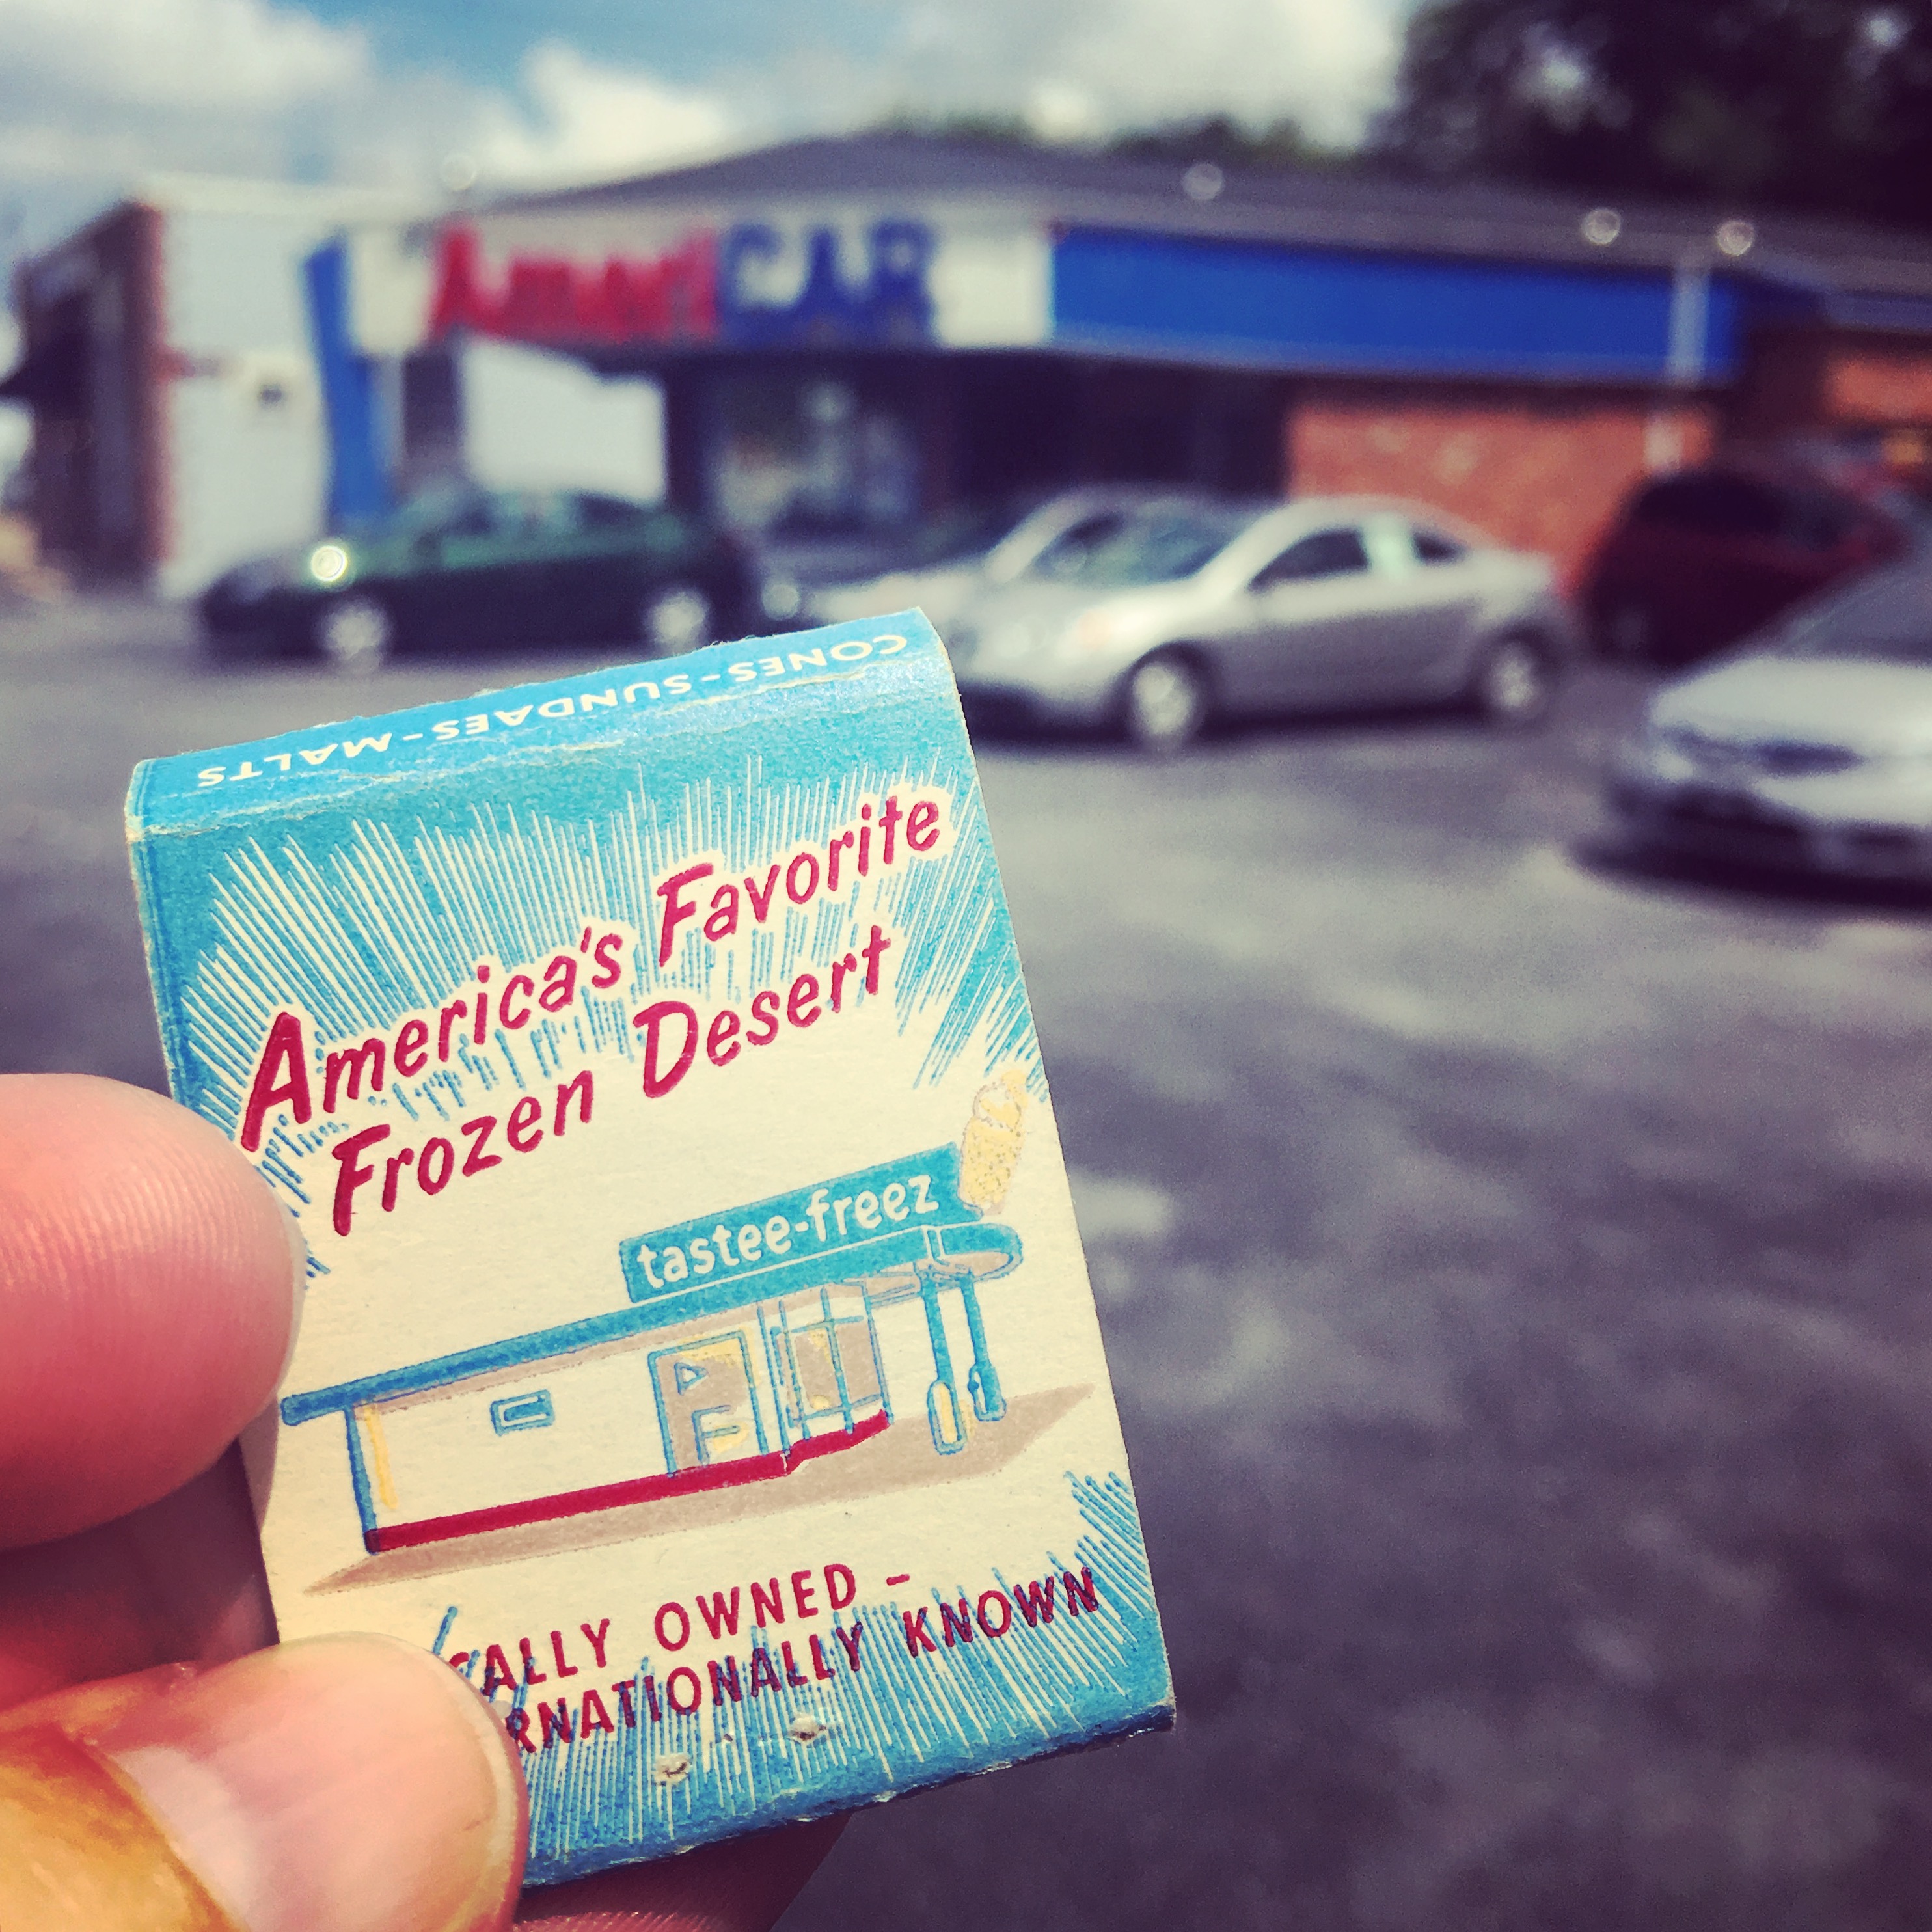 AmeriCAR
CONES-SUNDAES-MALTS
America's Favorite
Frozen Desert
tastee-freez
CALLY OWNED -
RNATIONALLY KNOWN